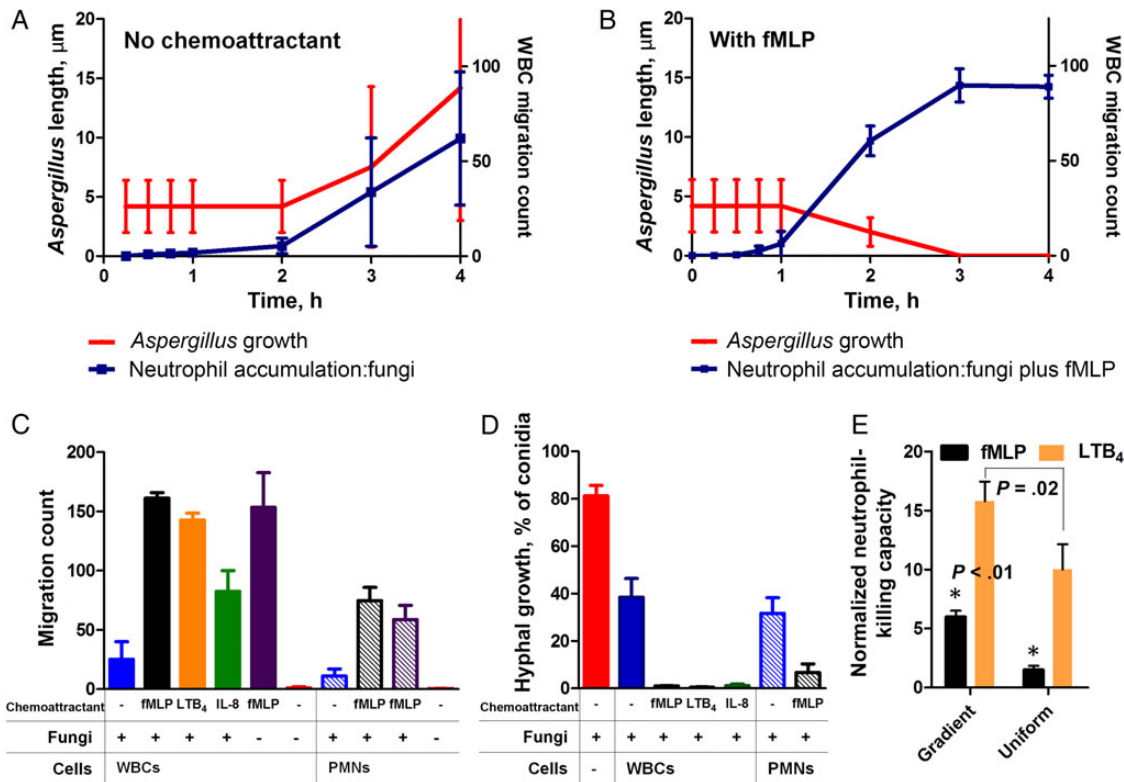 A
No chemoattractant
Aspergillus length, μm
20
15
10
5
0
WBC migration count
100
50
0
0 1 2 3 4
Time, h
Aspergillus growth
Neutrophil accumulation:fungi
B
With fMLP
Aspergillus length, μm
20
15
10
5
0
WBC migration count
100
50
0
0 1 2 3 4
Time, h
Aspergillus growth
Neutrophil accumulation:fungi plus fMLP
C
Migration count
200
150
100
50
0
Chemoattractant - fMLP LTB4 IL-8 fMLP - - fMLP fMLP -
Fungi + + + + - - + + + -
Cells WBCs PMNs
D
Hyphal growth, % of conidia
100
80
60
40
20
0
Chemoattractant - - fMLP LTB4 IL-8 - fMLP
Fungi + + + + + + +
Cells - WBCs PMNs
E
fMLP LTB4
Normalized neutrophil-
killing capacity
20
15
10
5
0
P = .02
P < .01
*
*
Gradient
Uniform